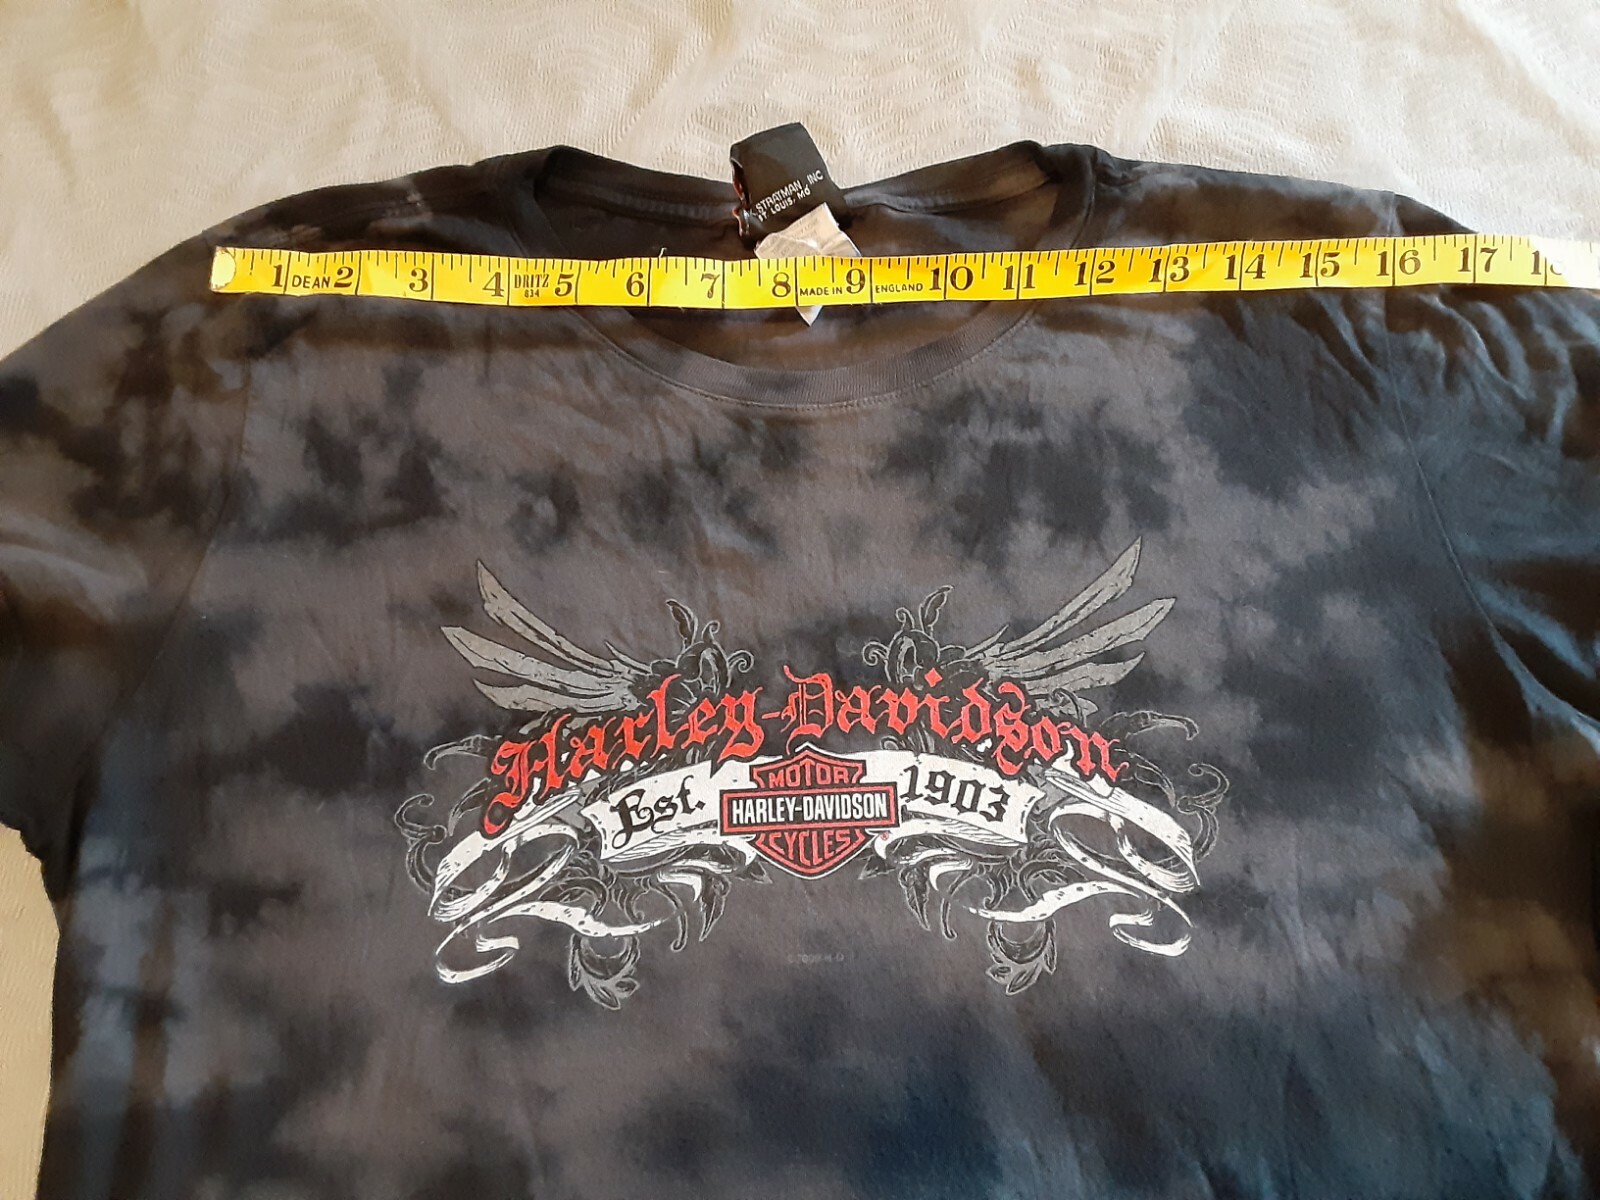 K. STRATMAN, INC
ST LOUIS, MO
1 DEAN 2 3 4 DRITZ 834 5 6 7 8 MADE IN 9 ENGLAND 10 11 12 13 14 15 16 17
Harley-Davidson
Est. 1903
MOTOR
HARLEY-DAVIDSON
CYCLES